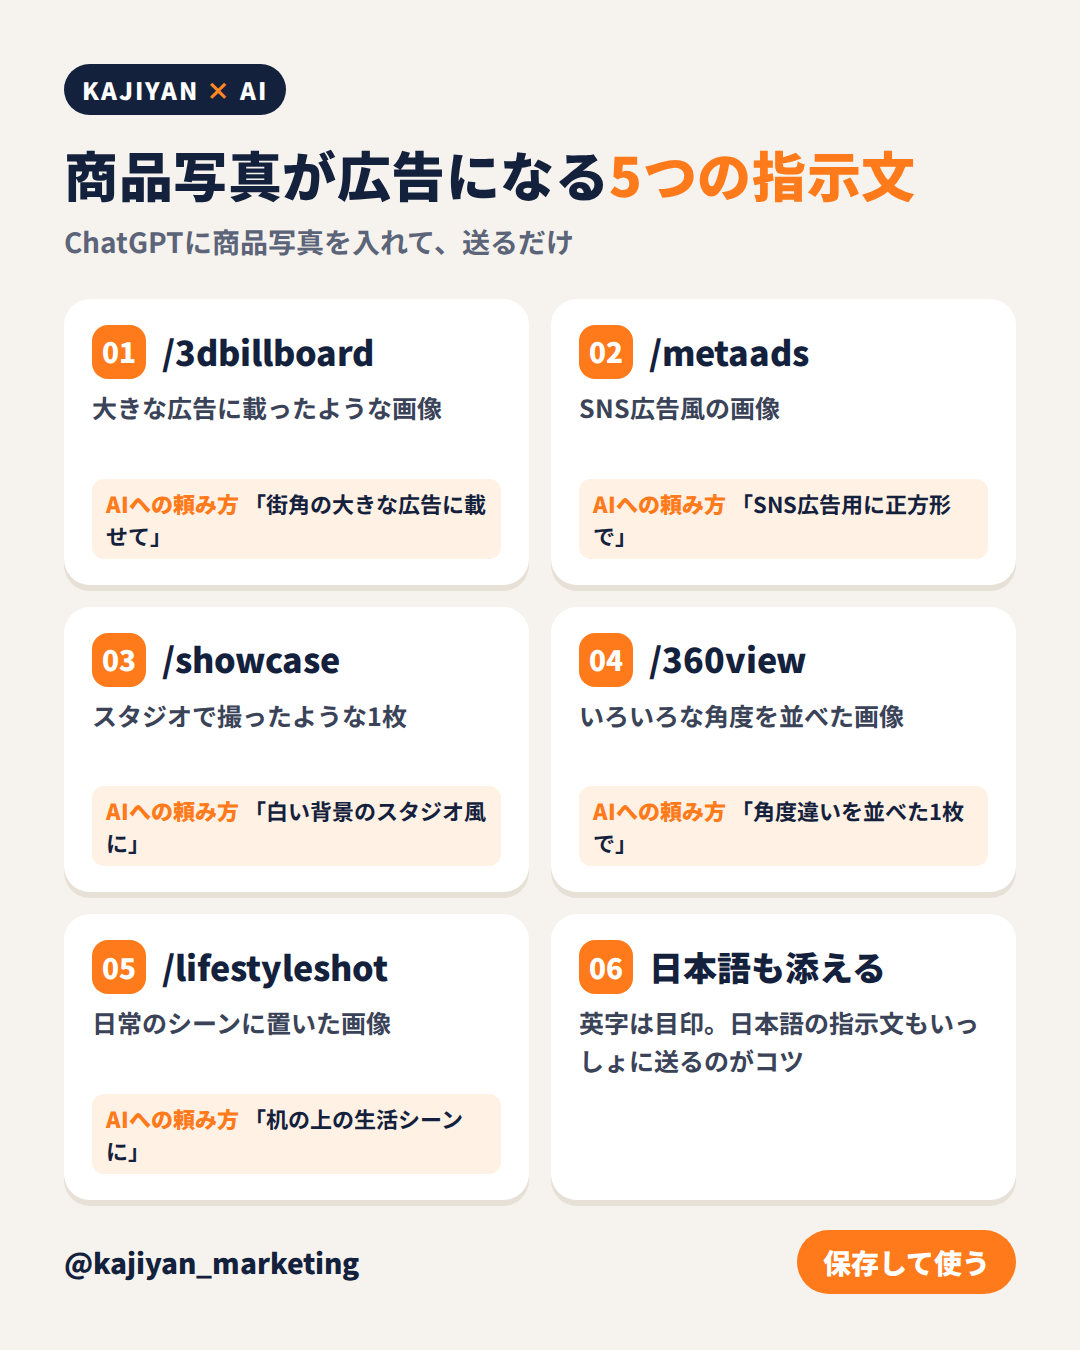 KAJIYAN × AI
商品写真が広告になる5つの指示文
ChatGPTに商品写真を入れて、送るだけ
01 /3dbillboard
大きな広告に載ったような画像
AIへの頼み方 「街角の大きな広告に載
せて」
02 /metaads
SNS広告風の画像
AIへの頼み方 「SNS広告用に正方形
で」
03 /showcase
スタジオで撮ったような1枚
AIへの頼み方 「白い背景のスタジオ風
に」
04 /360view
いろいろな角度を並べた画像
AIへの頼み方 「角度違いを並べた1枚
で」
05 /lifestyleshot
日常のシーンに置いた画像
AIへの頼み方 「机の上の生活シーン
に」
06 日本語も添える
英字は目印。日本語の指示文もいっ
しょに送るのがコツ
@kajiyan_marketing
保存して使う